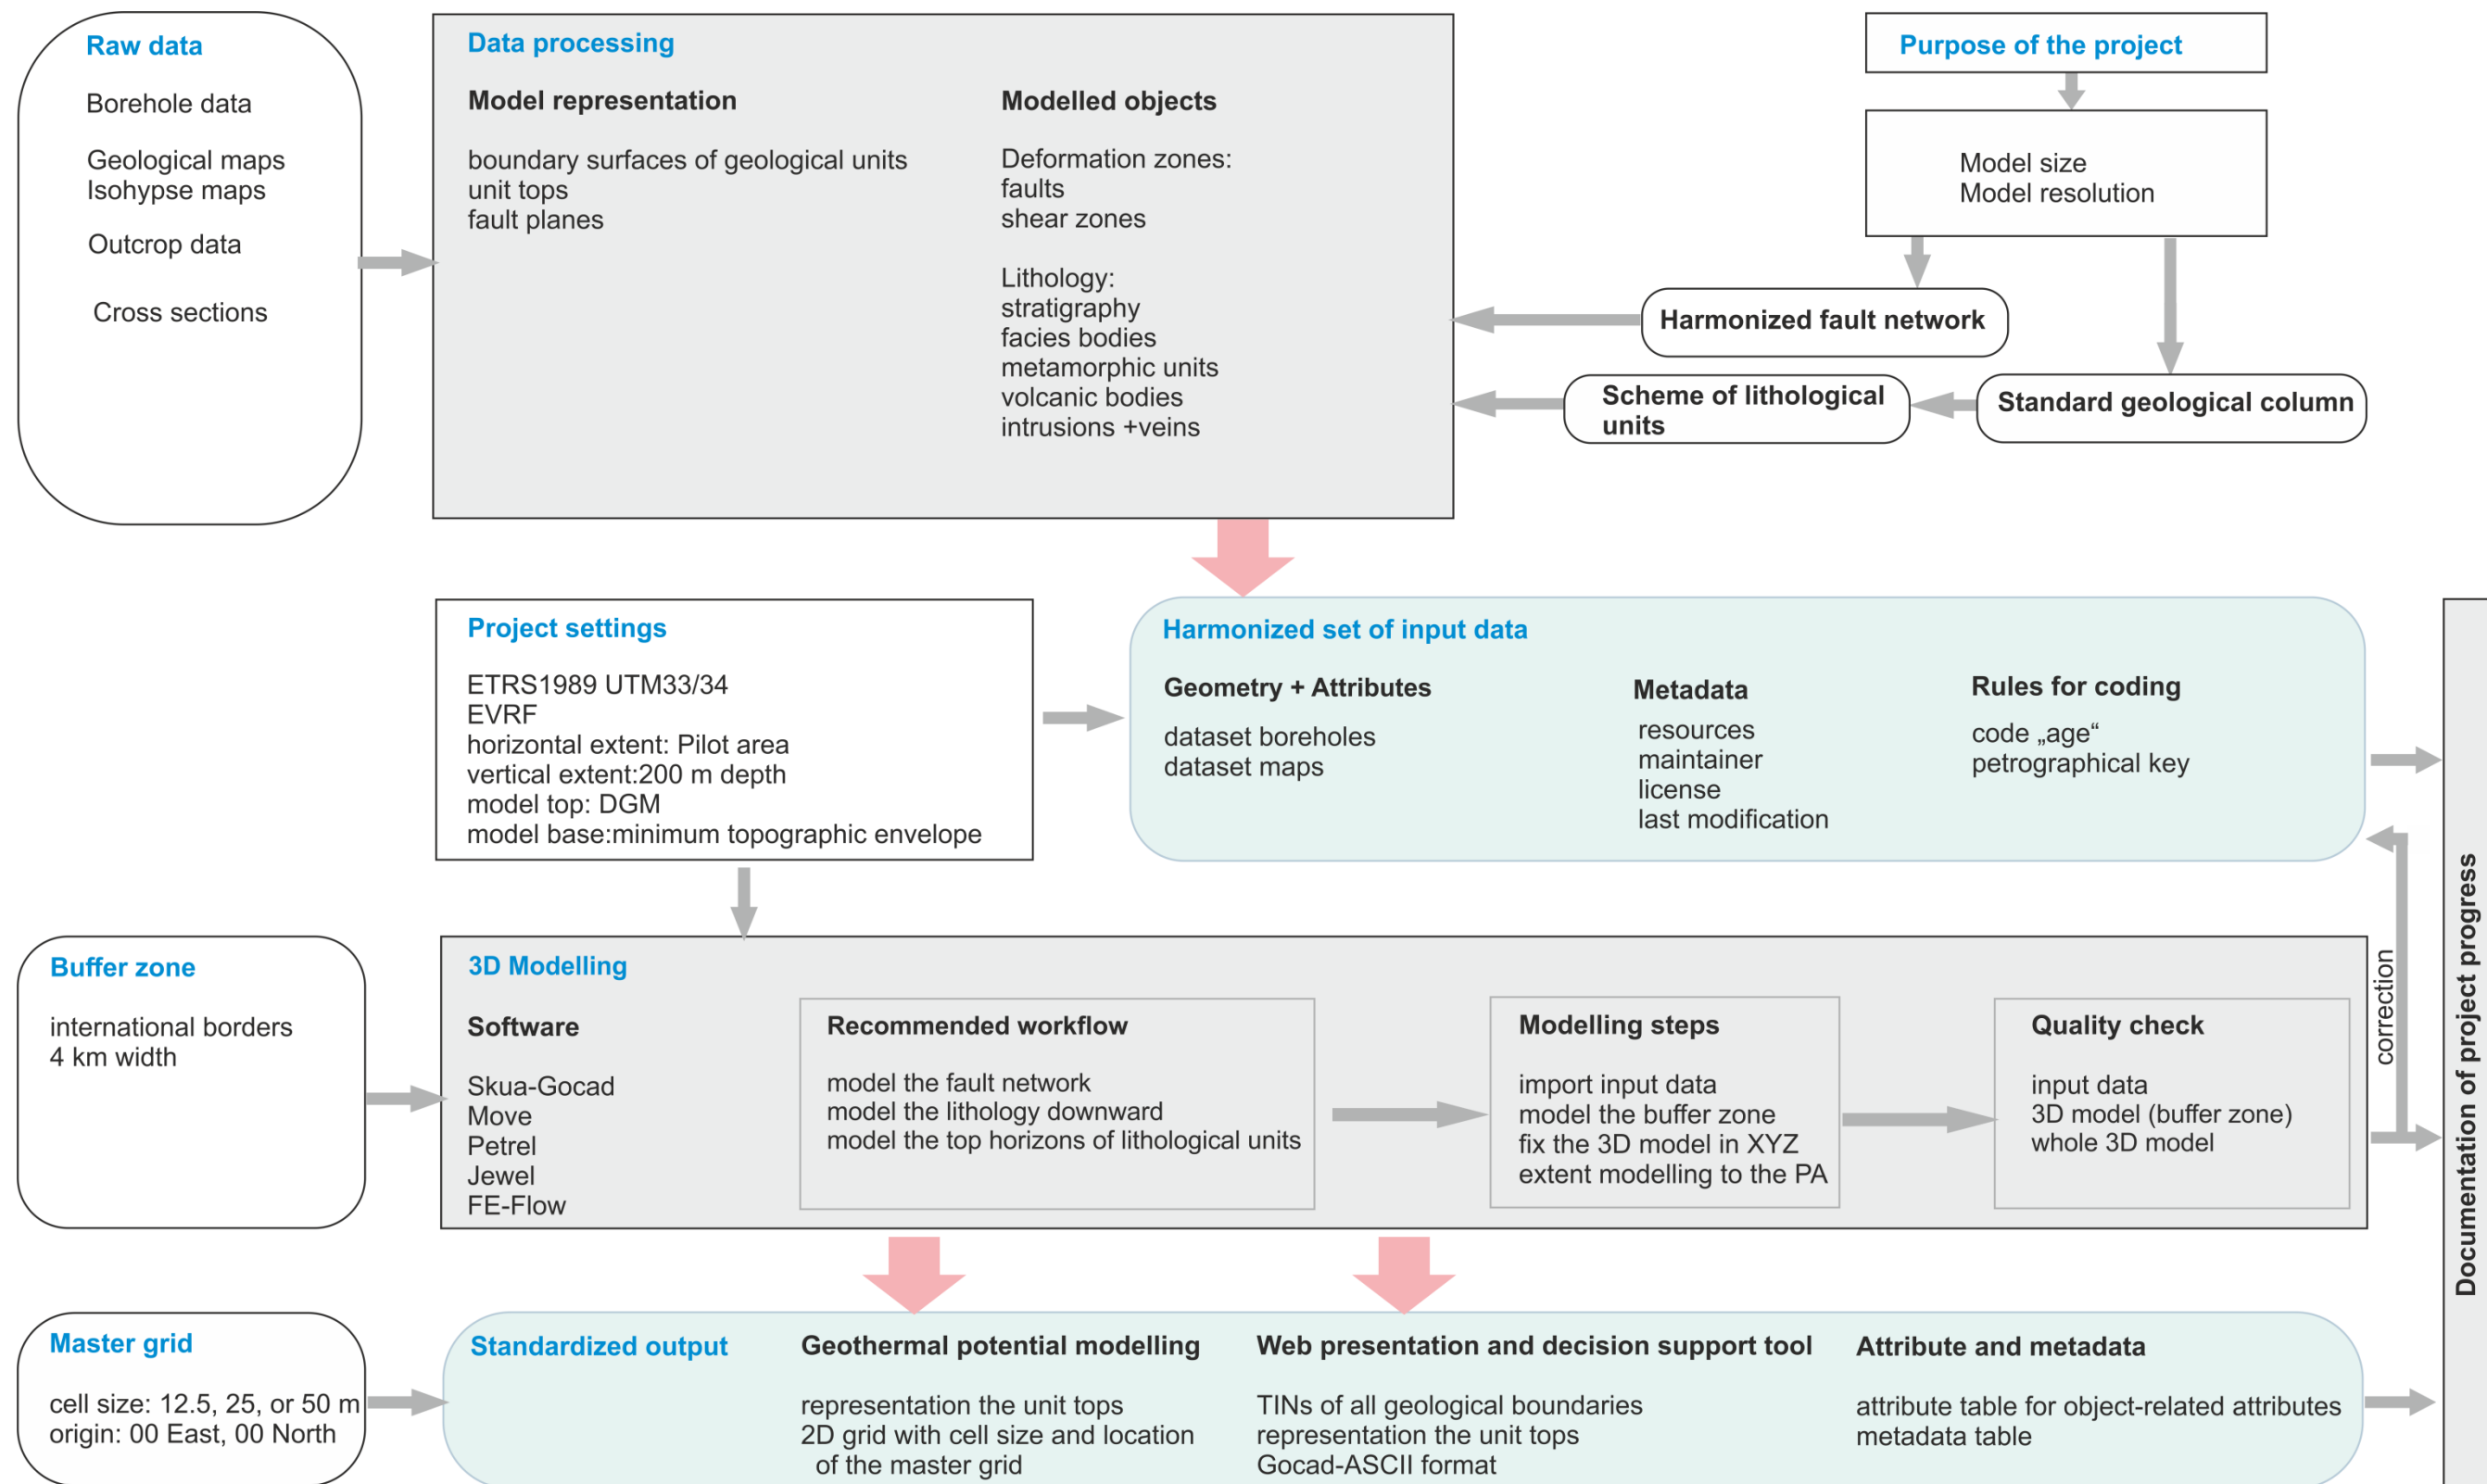 Raw data
Borehole data
Geological maps
Isohypse maps
Outcrop data
Cross sections
Data processing
Model representation
boundary surfaces of geological units
unit tops
fault planes
Modelled objects
Deformation zones:
faults
shear zones
Lithology:
stratigraphy
facies bodies
metamorphic units
volcanic bodies
intrusions +veins
Purpose of the project
Model size
Model resolution
Harmonized fault network
Scheme of lithological
units
Standard geological column
Project settings
ETRS1989 UTM33/34
EVRF
horizontal extent: Pilot area
vertical extent:200 m depth
model top: DGM
model base:minimum topographic envelope
Harmonized set of input data
Geometry + Attributes
dataset boreholes
dataset maps
Metadata
resources
maintainer
license
last modification
Rules for coding
code „age“
petrographical key
Buffer zone
international borders
4 km width
3D Modelling
Software
Skua-Gocad
Move
Petrel
Jewel
FE-Flow
Recommended workflow
model the fault network
model the lithology downward
model the top horizons of lithological units
Modelling steps
import input data
model the buffer zone
fix the 3D model in XYZ
extent modelling to the PA
Quality check
input data
3D model (buffer zone)
whole 3D model
correction
Documentation of project progress
Master grid
cell size: 12.5, 25, or 50 m
origin: 00 East, 00 North
Standardized output
Geothermal potential modelling
representation the unit tops
2D grid with cell size and location
of the master grid
Web presentation and decision support tool
TINs of all geological boundaries
representation the unit tops
Gocad-ASCII format
Attribute and metadata
attribute table for object-related attributes
metadata table